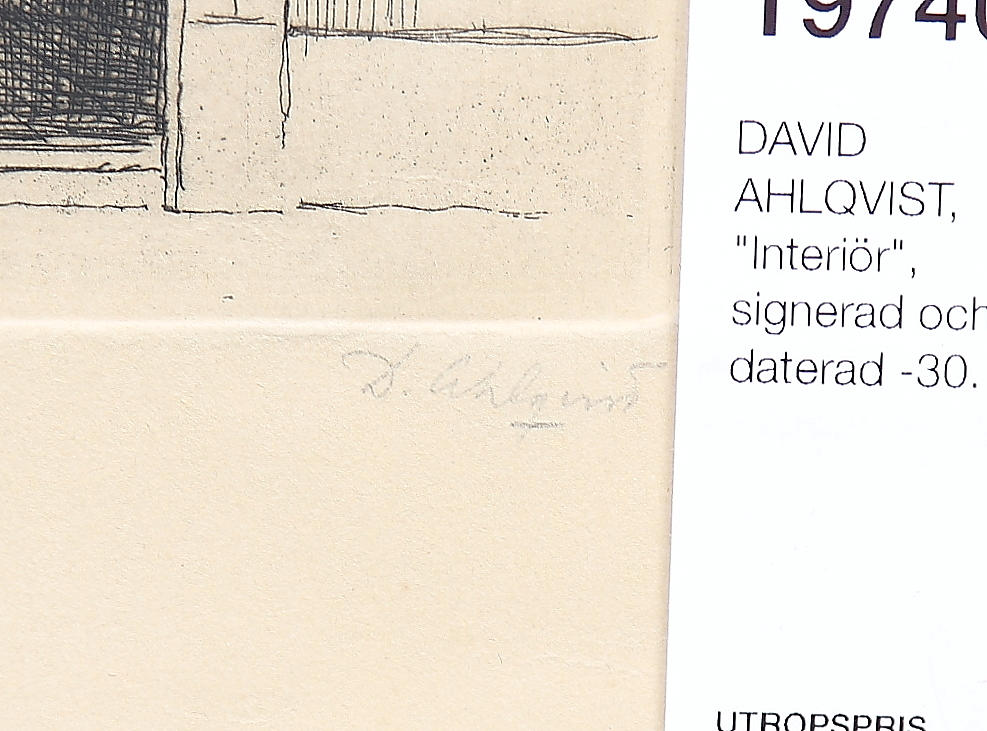 D. Ahlqvist
1974
DAVID
AHLQVIST,
"Interiör",
signerad och
daterad -30.
UTROPSPRIS